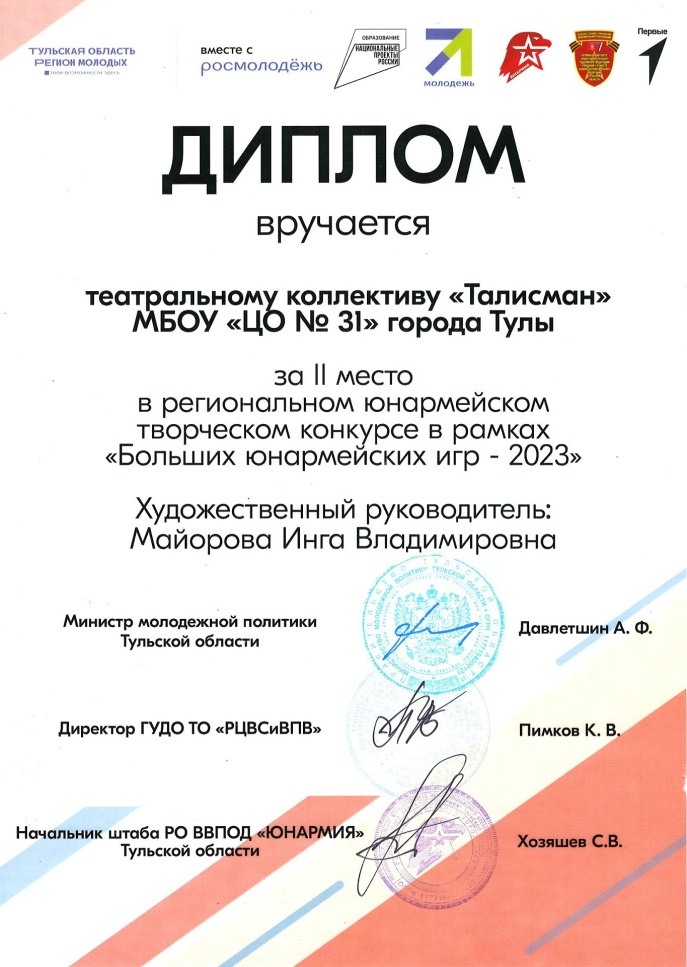 ТУЛЬСКАЯ ОБЛАСТЬ
РЕГИОН МОЛОДЫХ
ТВОИ ВОЗМОЖНОСТИ ЗДЕСЬ
вместе с
росмолодёжь
ОБРАЗОВАНИЕ
НАЦИОНАЛЬНЫЕ
ПРОЕКТЫ
РОССИИ
МОЛОДЕЖЬ
ЮНАРМИЯ
Первые
ДИПЛОМ
вручается
театральному коллективу «Талисман»
МБОУ «ЦО № 31» города Тулы
за II место
в региональном юнармейском
творческом конкурсе в рамках
«Больших юнармейских игр - 2023»
Художественный руководитель:
Майорова Инга Владимировна
Министр молодежной политики
Тульской области
Давлетшин А. Ф.
Директор ГУДО ТО «РЦВСиВПВ»
Пимков К. В.
Начальник штаба РО ВВПОД «ЮНАРМИЯ»
Тульской области
Хозяшев С.В.